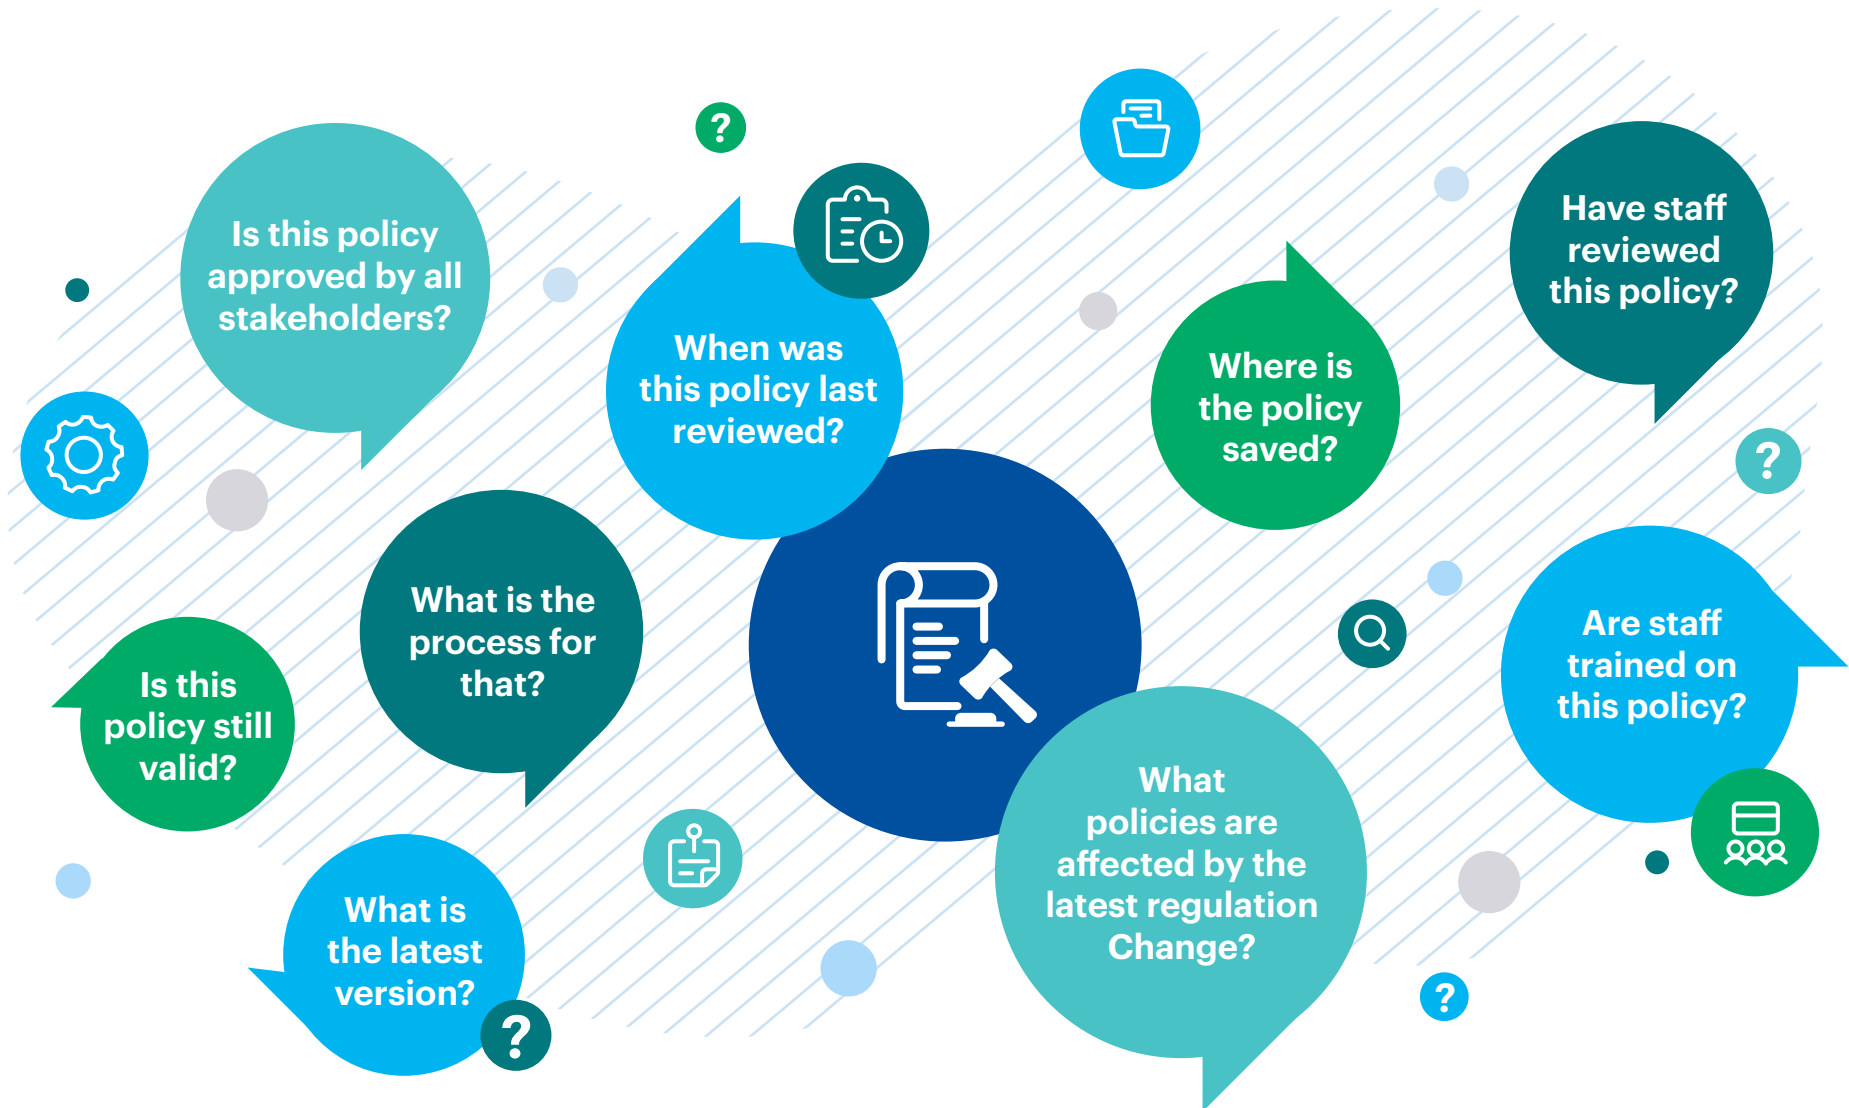 ?
Is this policy
approved by all
stakeholders?
When was
this policy last
reviewed?
Where is
the policy
saved?
Have staff
reviewed
this policy?
?
What is the
process for
that?
Is this
policy still
valid?
Are staff
trained on
this policy?
What
policies are
affected by the
latest regulation
Change?
What is
the latest
version?
?
?